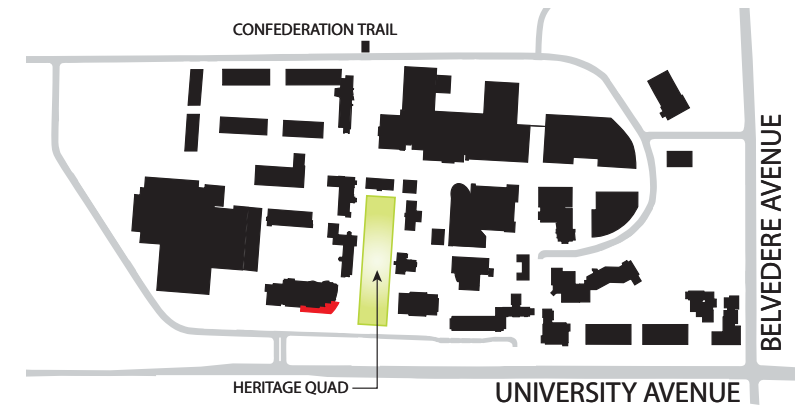 CONFEDERATION TRAIL
BELVEDERE AVENUE
HERITAGE QUAD
UNIVERSITY AVENUE